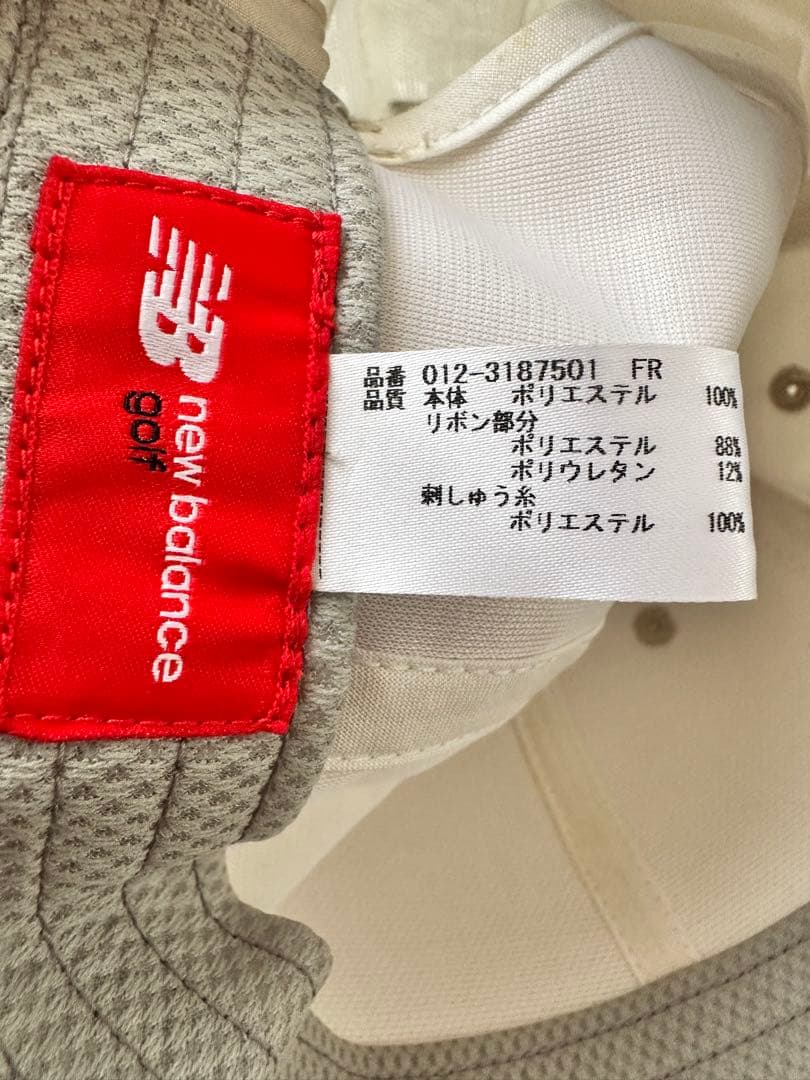 NB
new balance
golf
品番 012-3187501 FR
品質 本体 ポリエステル 100%
リボン部分
ポリエステル 88%
ポリウレタン 12%
刺しゅう糸
ポリエステル 100%